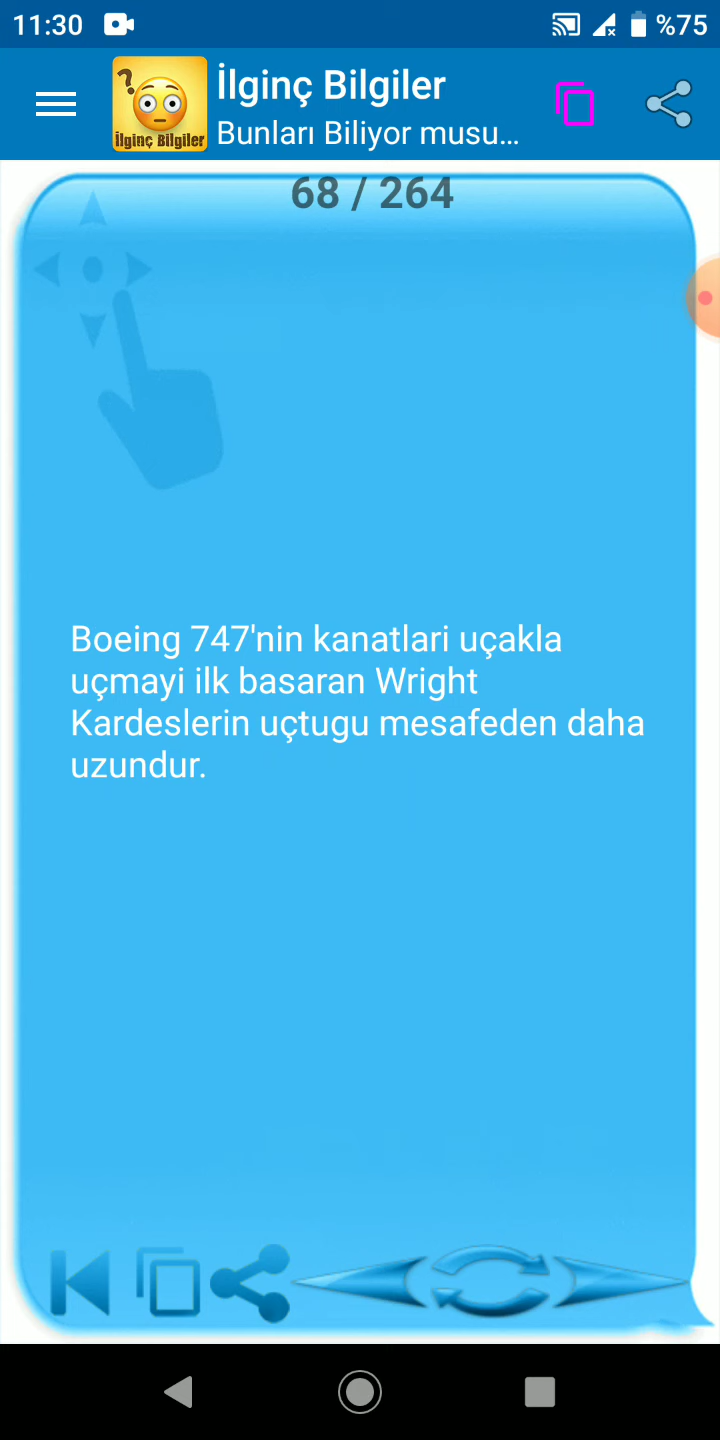 11:30
%75
İlginç Bilgiler
Bunları Biliyor musu...
?
İlginç Bilgiler
68 / 264
Boeing 747'nin kanatlari uçakla
uçmayi ilk basaran Wright
Kardeslerin uçtugu mesafeden daha
uzundur.